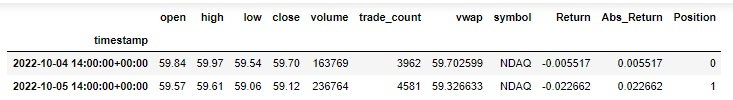 open high low close volume trade_count vwap symbol Return Abs_Return Position
timestamp
2022-10-04 14:00:00+00:00 59.84 59.97 59.54 59.70 163769 3962 59.702599 NDAQ -0.005517 0.005517 0
2022-10-05 14:00:00+00:00 59.57 59.61 59.06 59.12 236764 4581 59.326633 NDAQ -0.022662 0.022662 1